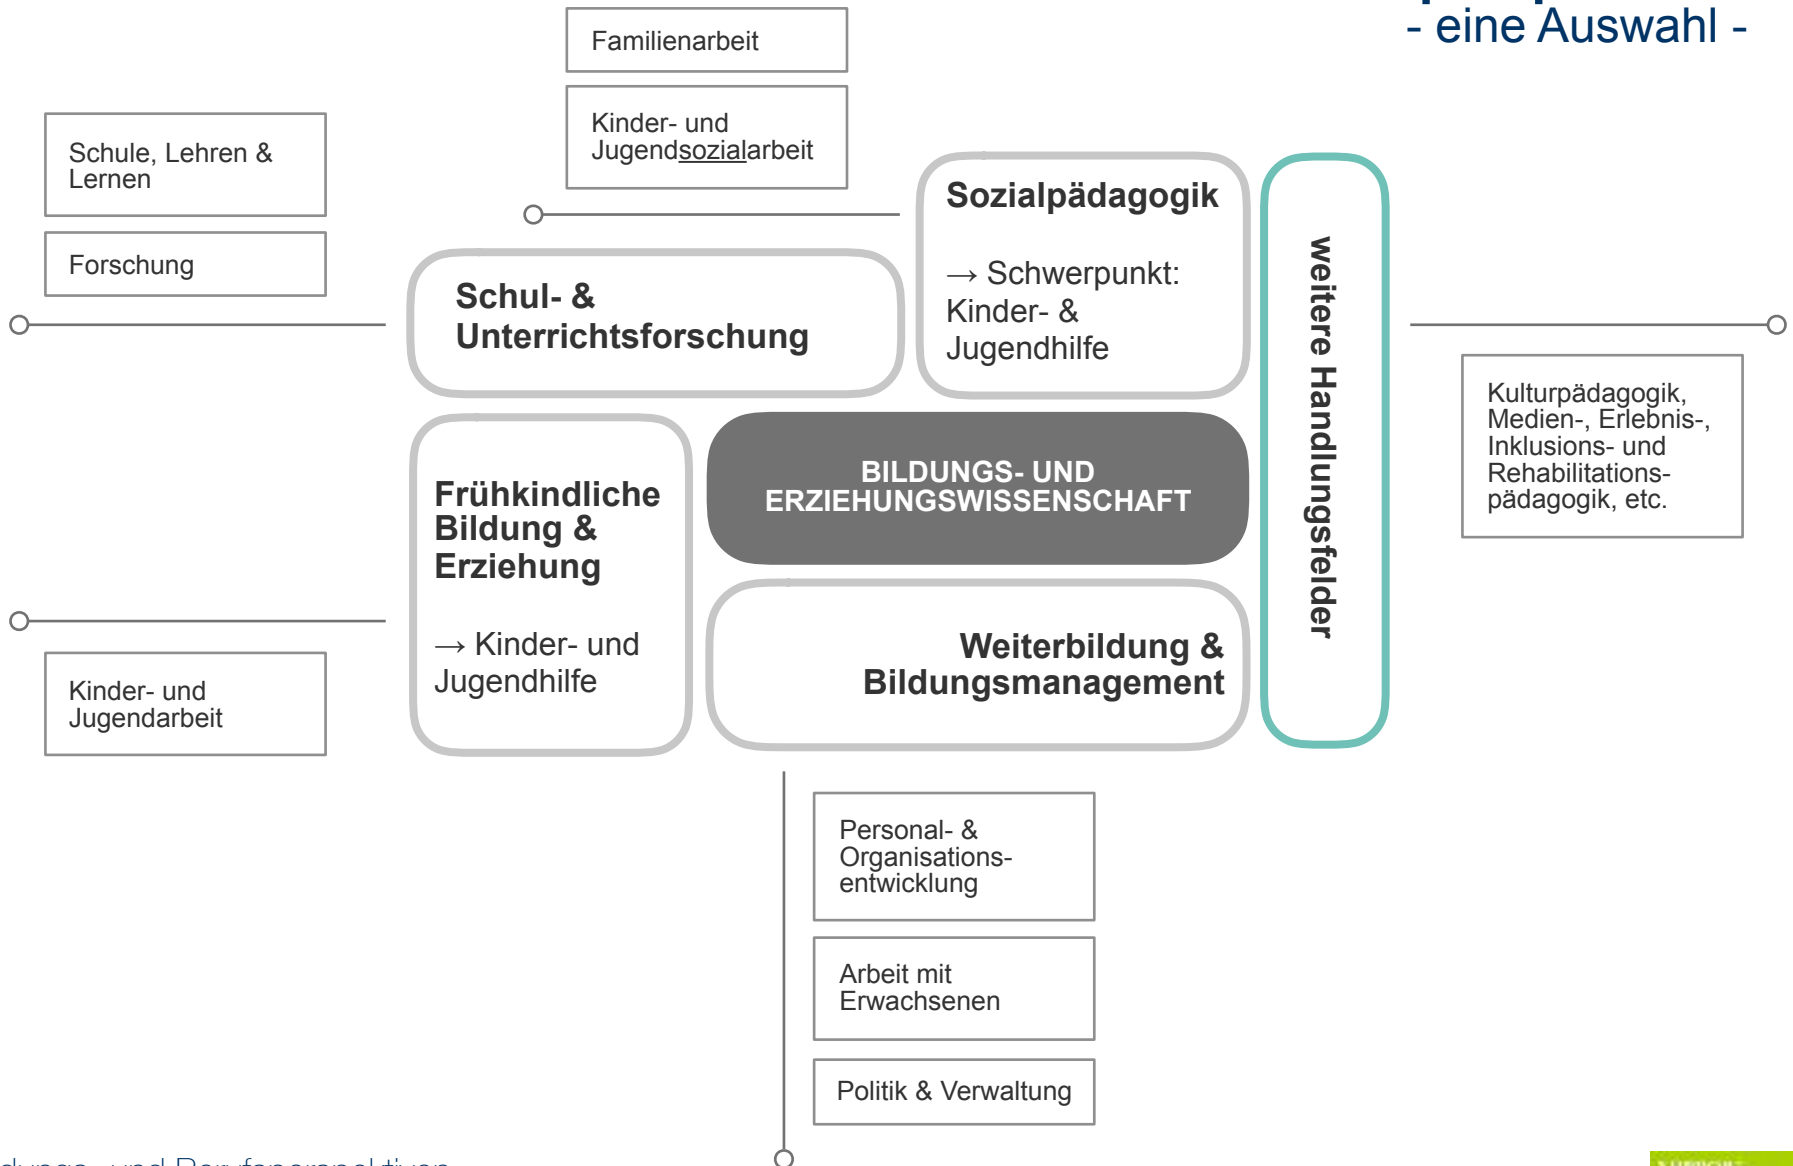 - eine Auswahl -
Familienarbeit
Kinder- und
Jugendsozialarbeit
Schule, Lehren &
Lernen
Forschung
Sozialpädagogik
→ Schwerpunkt:
Kinder- &
Jugendhilfe
Schul- &
Unterrichtsforschung
weitere Handlungsfelder
Kulturpädagogik,
Medien-, Erlebnis-,
Inklusions- und
Rehabilitations-
pädagogik, etc.
BILDUNGS- UND
ERZIEHUNGSWISSENSCHAFT
Frühkindliche
Bildung &
Erziehung
→ Kinder- und
Jugendhilfe
Weiterbildung &
Bildungsmanagement
Kinder- und
Jugendarbeit
Personal- &
Organisations-
entwicklung
Arbeit mit
Erwachsenen
Politik & Verwaltung
und Berufsperspektiven